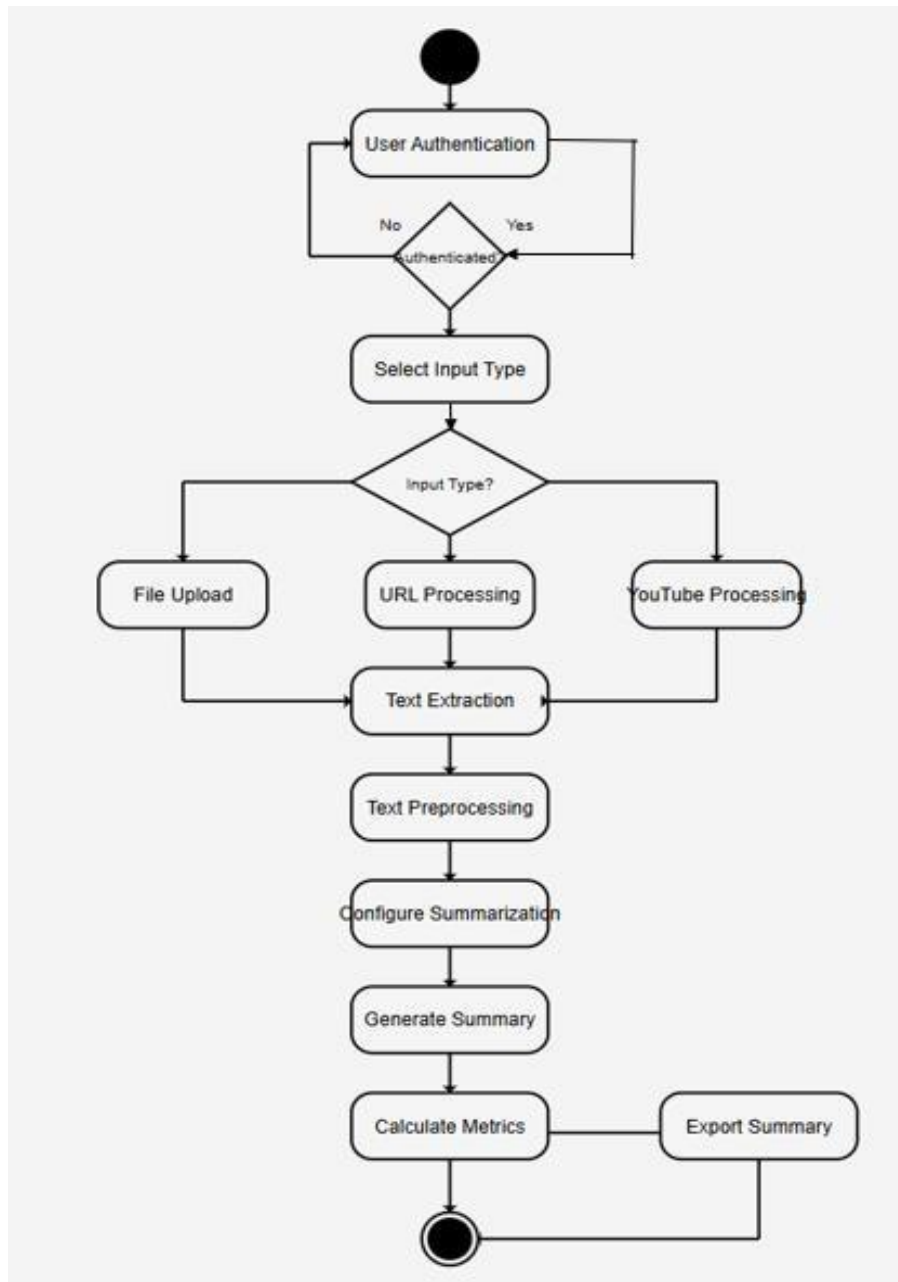 User Authentication
No
Yes
Authenticated?
Select Input Type
Input Type?
File Upload
URL Processing
YouTube Processing
Text Extraction
Text Preprocessing
Configure Summarization
Generate Summary
Calculate Metrics
Export Summary